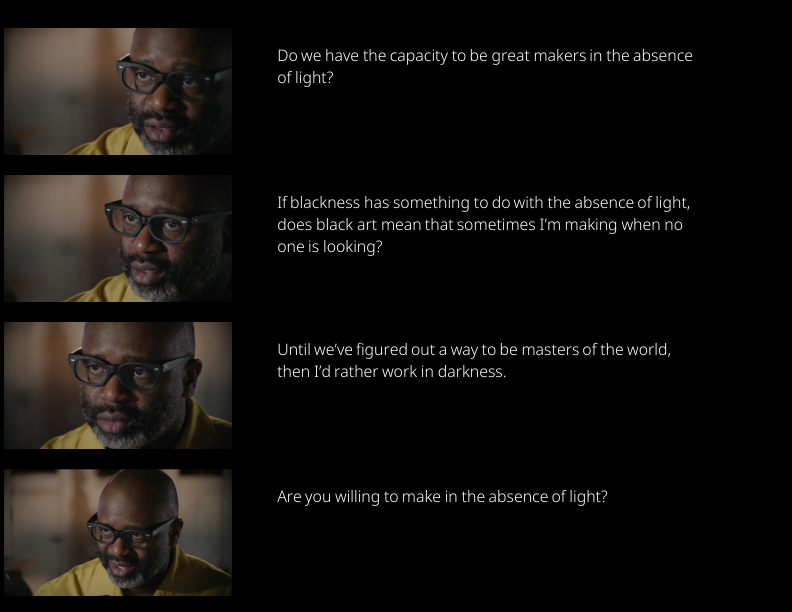 Do we have the capacity to be great makers in the absence
of light?
If blackness has something to do with the absence of light,
does black art mean that sometimes I’m making when no
one is looking?
Until we’ve figured out a way to be masters of the world,
then I’d rather work in darkness.
Are you willing to make in the absence of light?